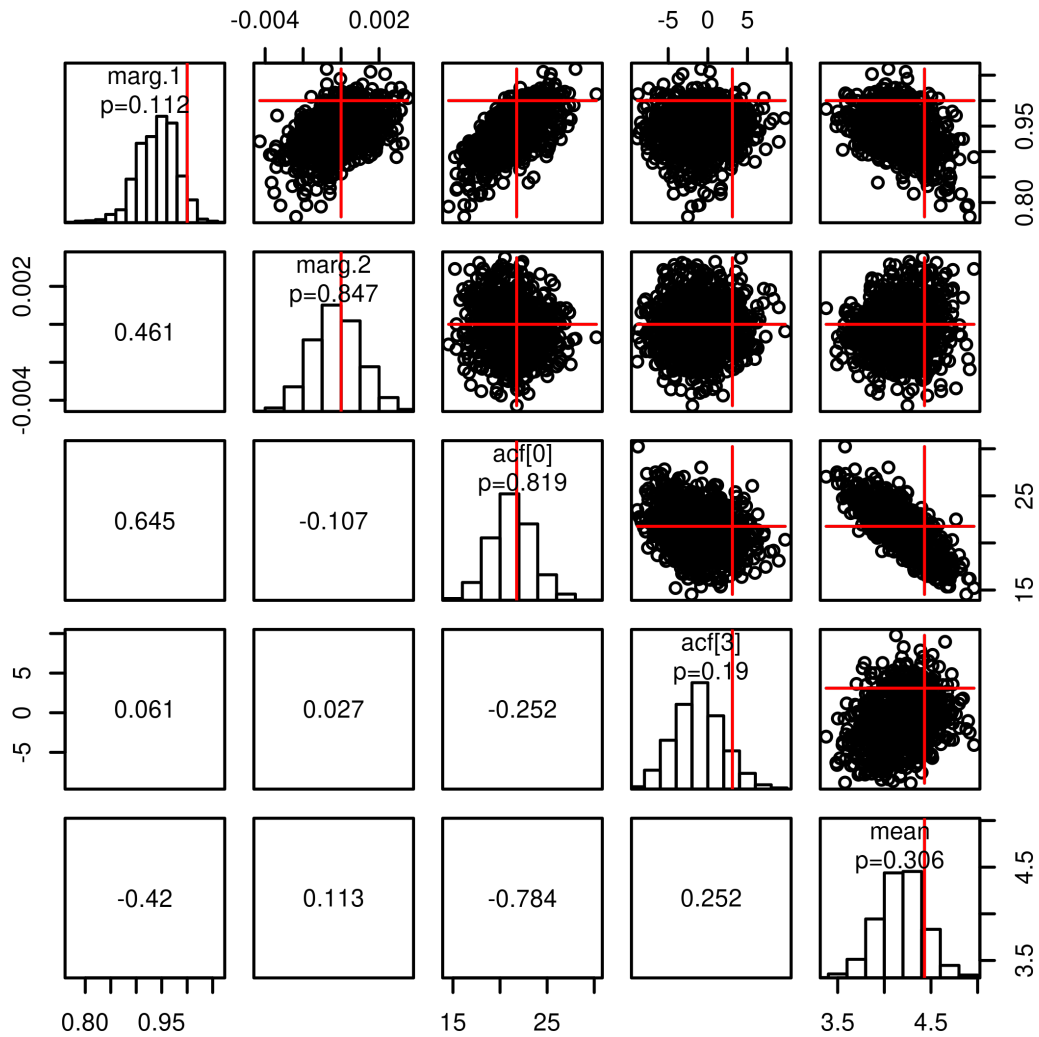 -0.004 0.002 -5 0 5
marg.1
p=0.112
0.80 0.95
marg.2
p=0.847
-0.004 0.002
0.461
acf[0]
p=0.819
0.645 -0.107
15 25
acf[3]
p=0.19
-5 0 5
0.061 0.027 -0.252
mean
p=0.306
-0.42 0.113 -0.784 0.252
3.5 4.5
0.80 0.95 15 25 3.5 4.5